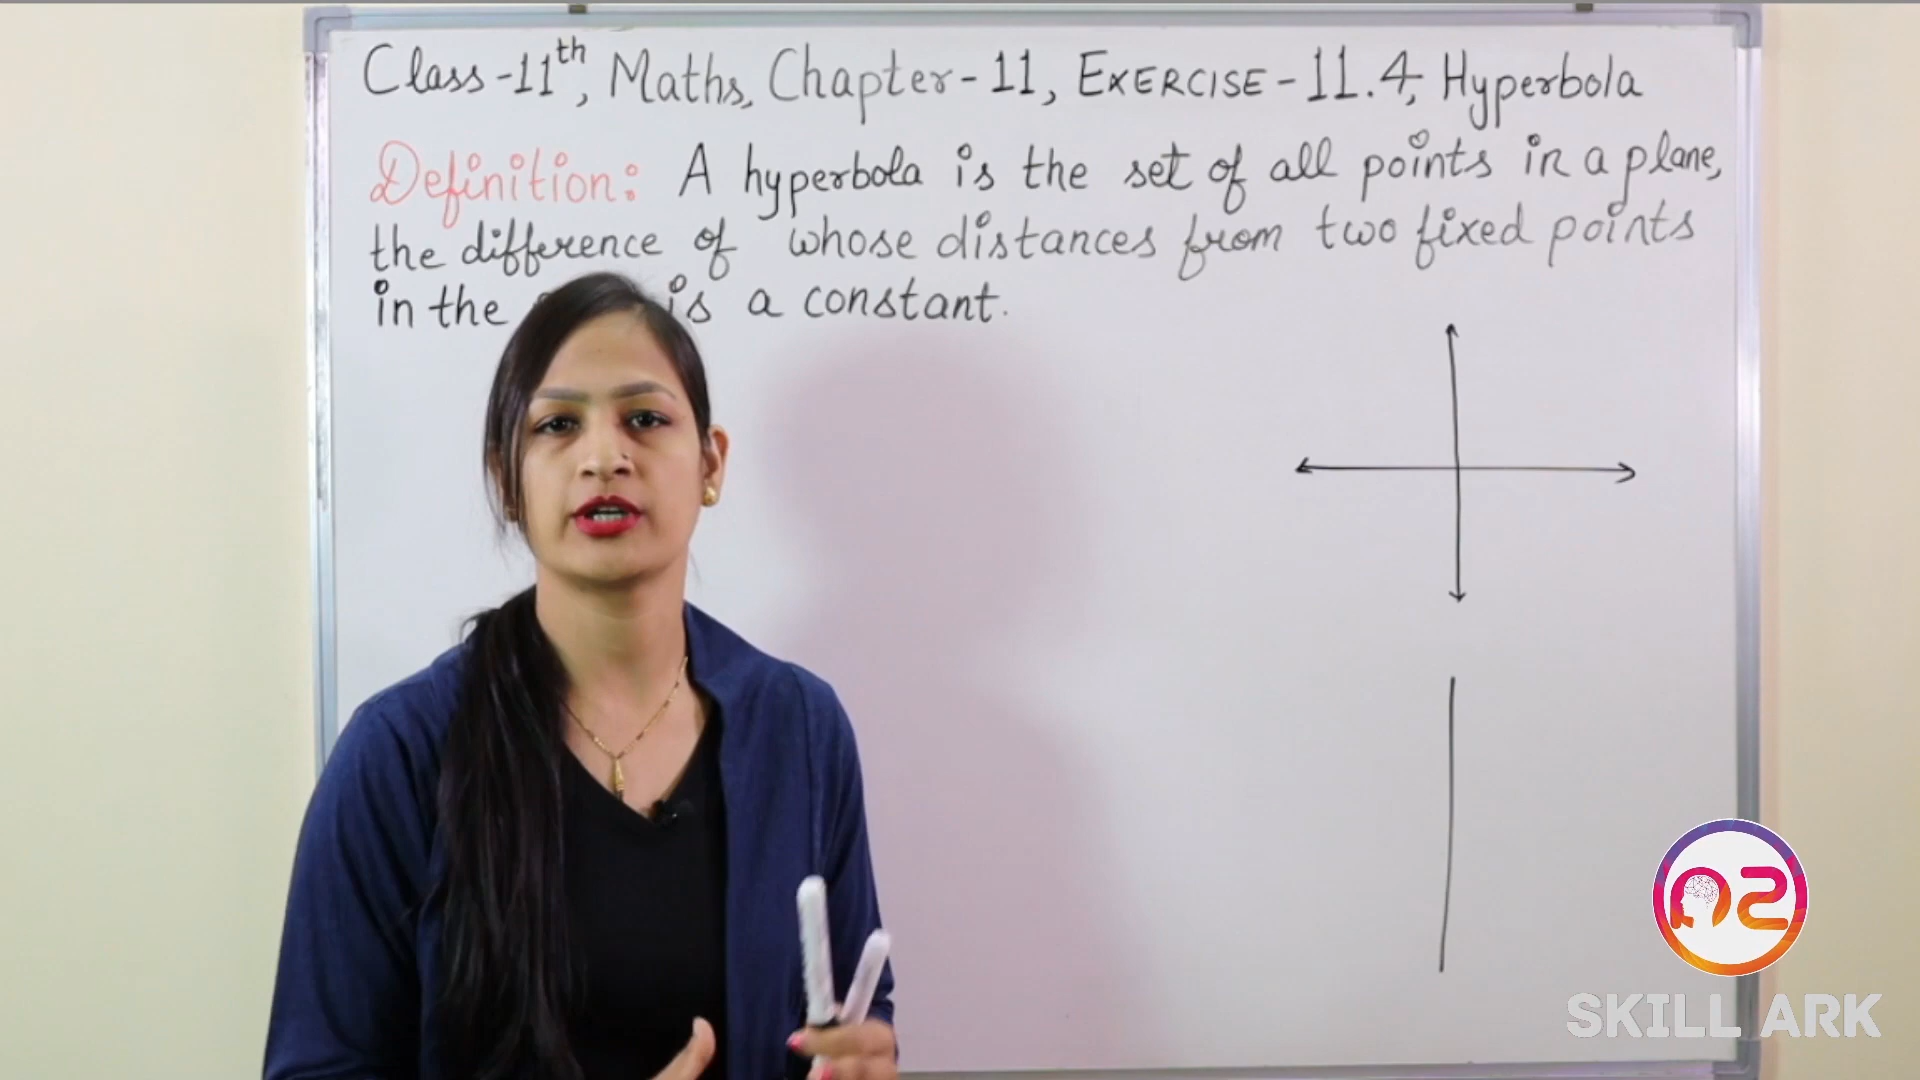 Class-11th, Maths, Chapter-11, EXERCISE-11.4, Hyperbola
Definition: A hyperbola is the set of all points in a plane,
the difference of whose distances from two fixed points
in the is a constant.
SKILL ARK